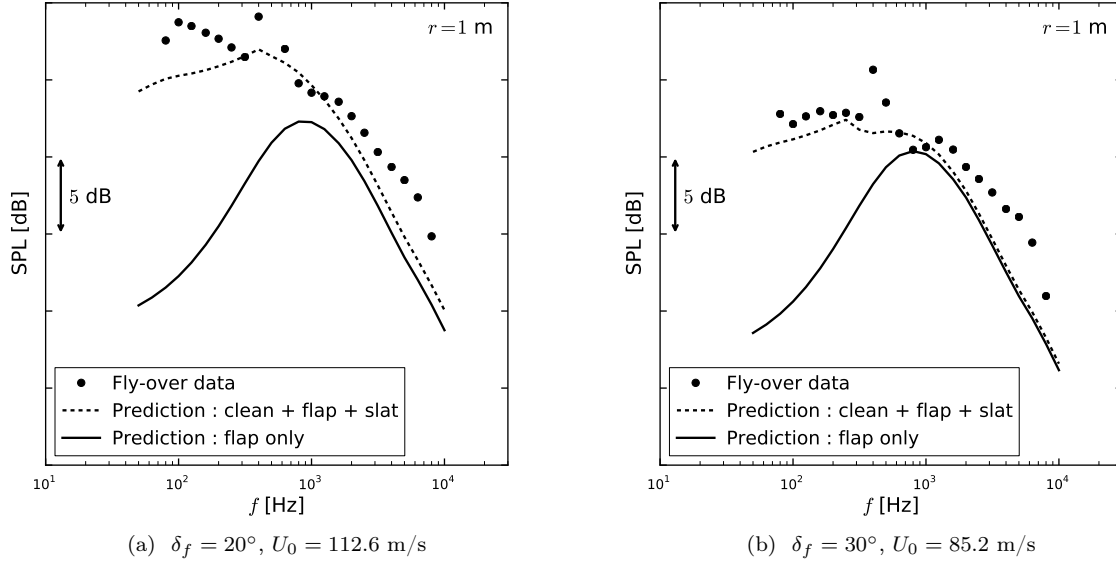 r=1 m
SPL [dB]
5 dB
Fly-over data
Prediction : clean + flap + slat
Prediction : flap only
10¹ 10² 10³ 10⁴
f [Hz]
(a) δ_f = 20°, U₀ = 112.6 m/s
r=1 m
SPL [dB]
5 dB
Fly-over data
Prediction : clean + flap + slat
Prediction : flap only
10¹ 10² 10³ 10⁴
f [Hz]
(b) δ_f = 30°, U₀ = 85.2 m/s